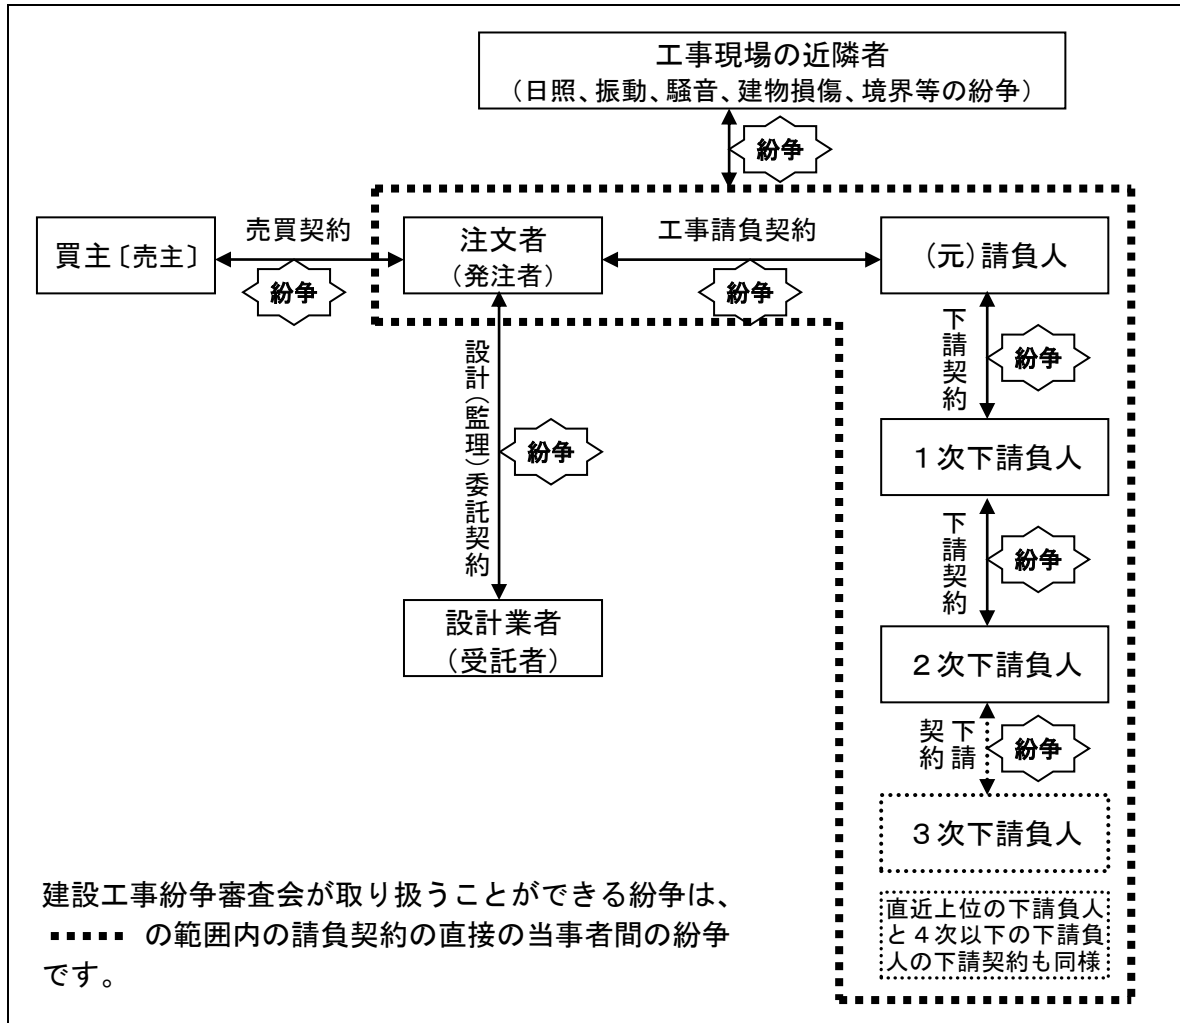 工事現場の近隣者
(日照、振動、騒音、建物損傷、境界等の紛争)
紛争
買主〔売主〕
売買契約
紛争
注文者
(発注者)
工事請負契約
紛争
(元)請負人
下請契約
紛争
設計(監理)委託契約
紛争
1次下請負人
下請契約
紛争
設計業者
(受託者)
2次下請負人
下請
契約
紛争
3次下請負人
直近上位の下請負人
と4次以下の下請負
人の下請契約も同様
建設工事紛争審査会が取り扱うことができる紛争は、
の範囲内の請負契約の直接の当事者間の紛争
です。